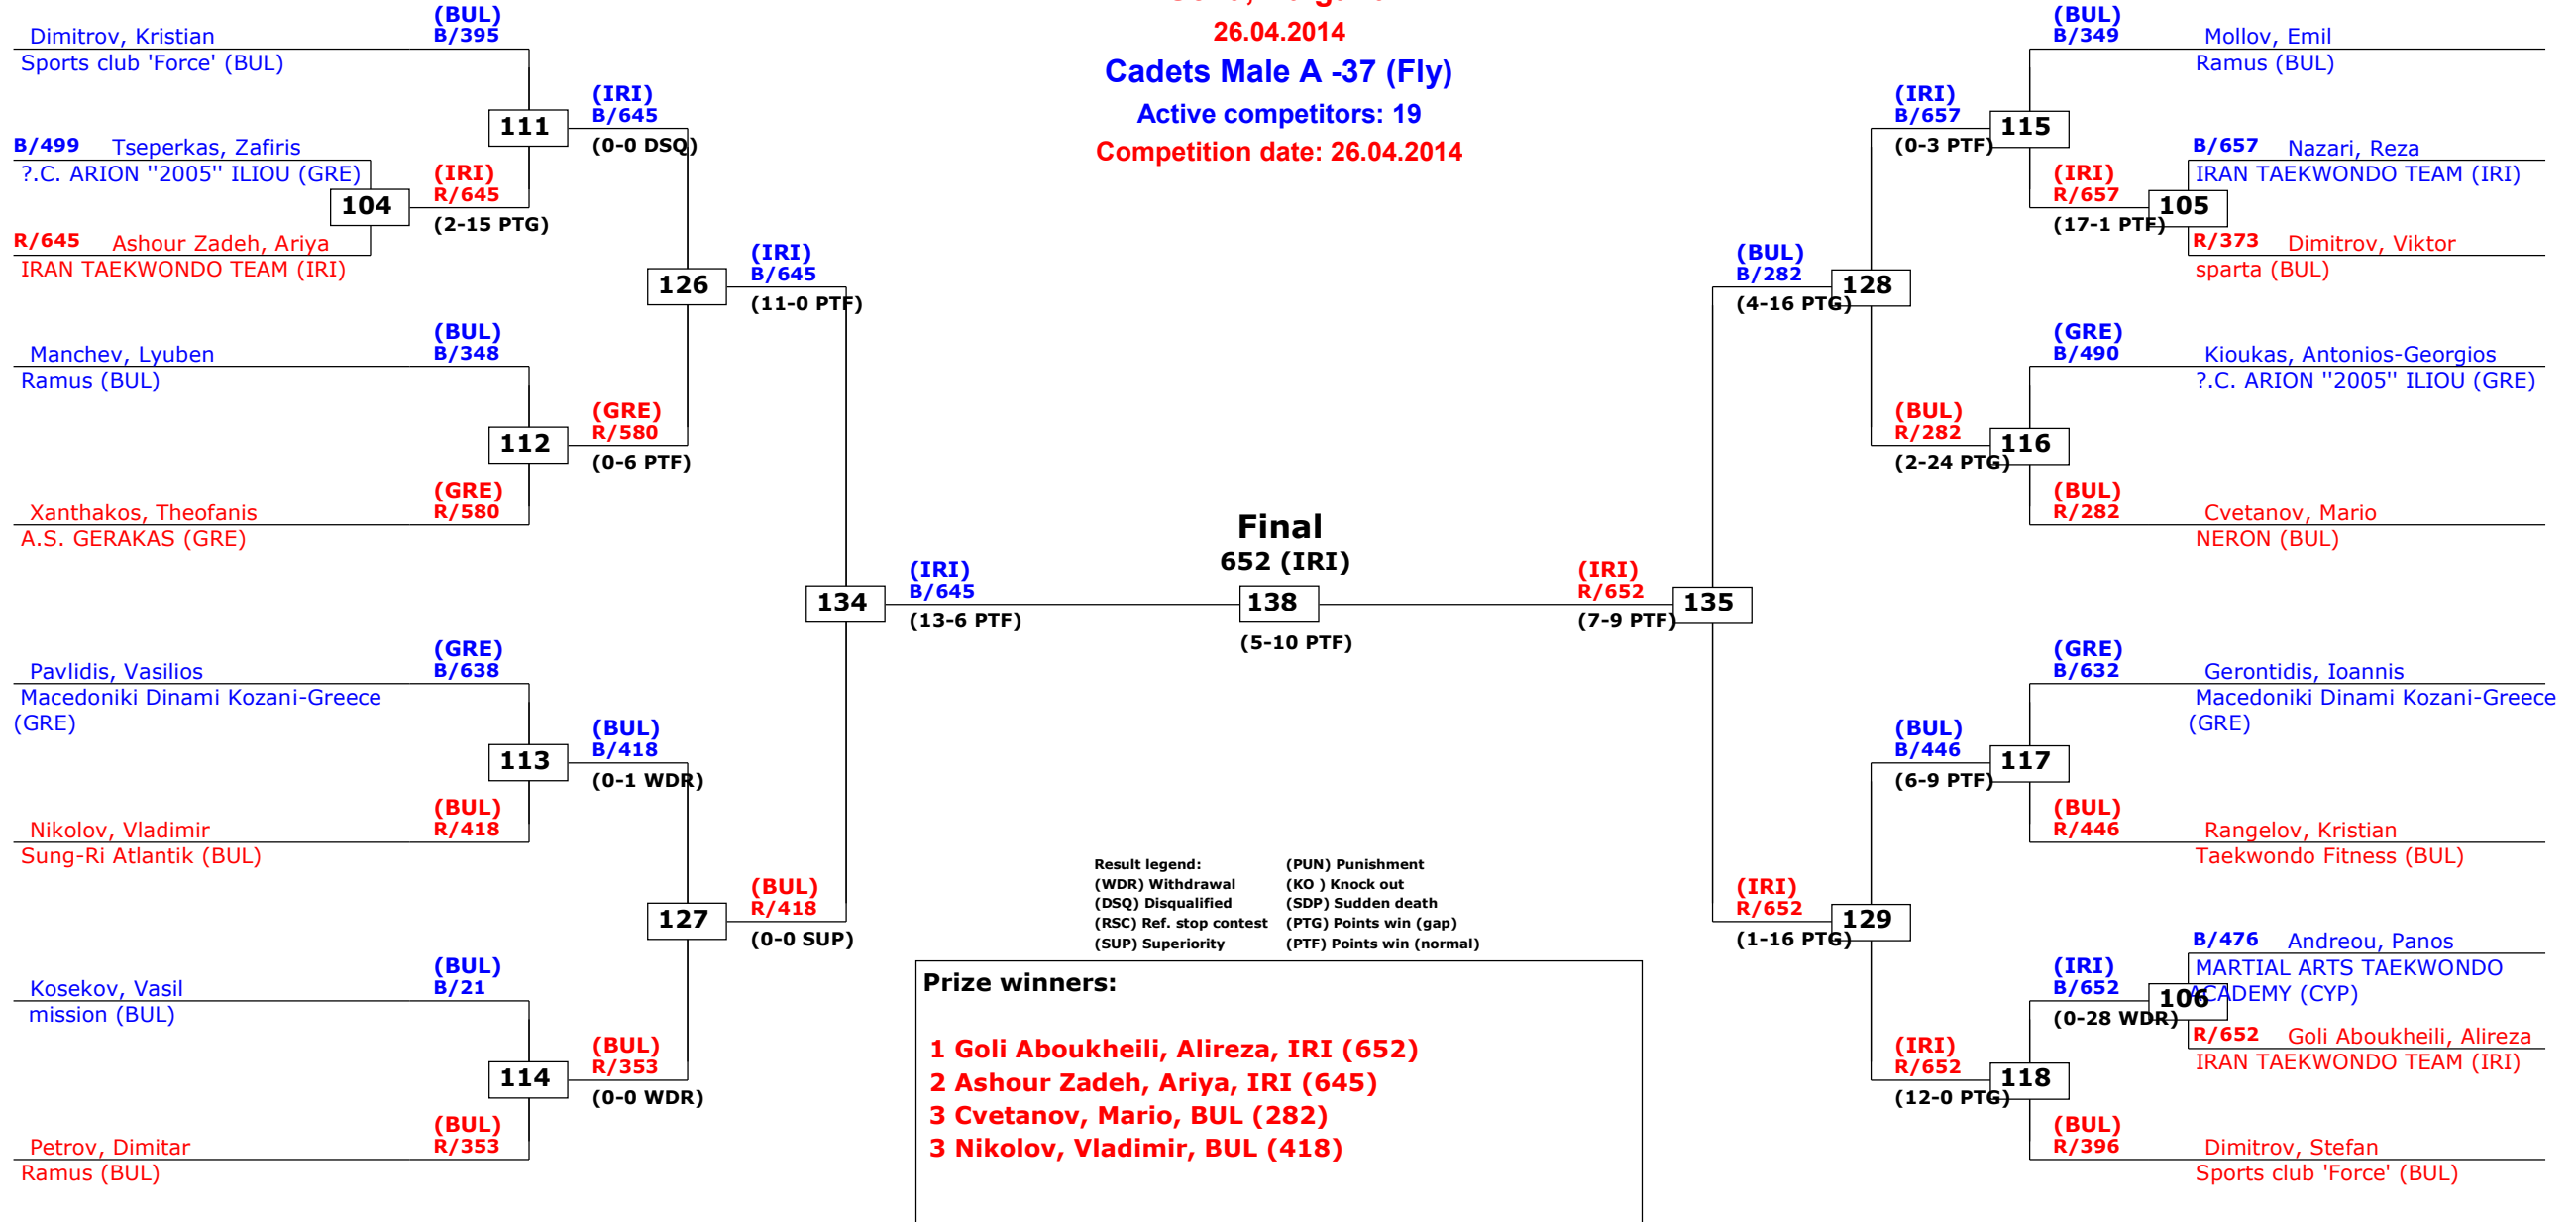 26.04.2014
Cadets Male A -37 (Fly)
Active competitors: 19
Competition date: 26.04.2014
(BUL)
Dimitrov, Kristian B/395
Sports club 'Force' (BUL)
111
(IRI)
B/645
(0-0 DSQ)
B/499 Tseperkas, Zafiris
?.C. ARION "2005" ILIOU (GRE)
104
(IRI)
R/645
(2-15 PTG)
R/645 Ashour Zadeh, Ariya
IRAN TAEKWONDO TEAM (IRI)
126
(IRI)
B/645
(11-0 PTF)
(BUL)
Manchev, Lyuben B/348
Ramus (BUL)
112
(GRE)
R/580
(0-6 PTF)
(GRE)
Xanthakos, Theofanis R/580
A.S. GERAKAS (GRE)
134
(IRI)
B/645
(13-6 PTF)
(GRE)
Pavlidis, Vasilios B/638
Macedoniki Dinami Kozani-Greece
(GRE)
113
(BUL)
B/418
(0-1 WDR)
(BUL)
Nikolov, Vladimir R/418
Sung-Ri Atlantik (BUL)
127
(BUL)
R/418
(0-0 SUP)
(BUL)
Kosekov, Vasil B/21
mission (BUL)
114
(BUL)
R/353
(0-0 WDR)
(BUL)
Petrov, Dimitar R/353
Ramus (BUL)
Final
652 (IRI)
138
(5-10 PTF)
(BUL)
B/349 Mollov, Emil
Ramus (BUL)
(IRI)
B/657
(0-3 PTF)
115
B/657 Nazari, Reza
IRAN TAEKWONDO TEAM (IRI)
(IRI)
R/657
(17-1 PTF)
105
R/373 Dimitrov, Viktor
sparta (BUL)
(BUL)
B/282
(4-16 PTG)
128
(GRE)
B/490 Kioukas, Antonios-Georgios
?.C. ARION "2005" ILIOU (GRE)
(BUL)
R/282
(2-24 PTG)
116
(BUL)
R/282 Cvetanov, Mario
NERON (BUL)
(IRI)
R/652
(7-9 PTF)
135
(GRE)
B/632 Gerontidis, Ioannis
Macedoniki Dinami Kozani-Greece
(GRE)
(BUL)
B/446
(6-9 PTF)
117
(BUL)
R/446 Rangelov, Kristian
Taekwondo Fitness (BUL)
(IRI)
R/652
(1-16 PTG)
129
B/476 Andreou, Panos
MARTIAL ARTS TAEKWONDO
ACADEMY (CYP)
(IRI)
B/652
(0-28 WDR)
106
R/652 Goli Aboukheili, Alireza
IRAN TAEKWONDO TEAM (IRI)
(IRI)
R/652
(12-0 PTG)
118
(BUL)
R/396 Dimitrov, Stefan
Sports club 'Force' (BUL)
Result legend: (PUN) Punishment
(WDR) Withdrawal (KO ) Knock out
(DSQ) Disqualified (SDP) Sudden death
(RSC) Ref. stop contest (PTG) Points win (gap)
(SUP) Superiority (PTF) Points win (normal)
Prize winners:
1 Goli Aboukheili, Alireza, IRI (652)
2 Ashour Zadeh, Ariya, IRI (645)
3 Cvetanov, Mario, BUL (282)
3 Nikolov, Vladimir, BUL (418)